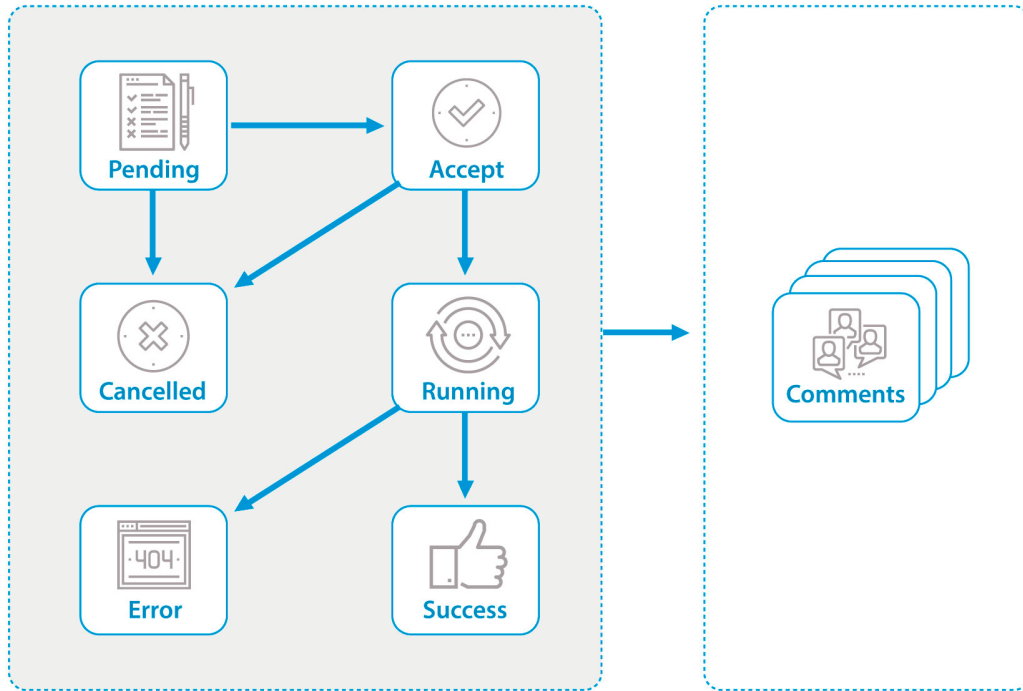 Pending
Accept
Cancelled
Running
Comments
404
Error
Success